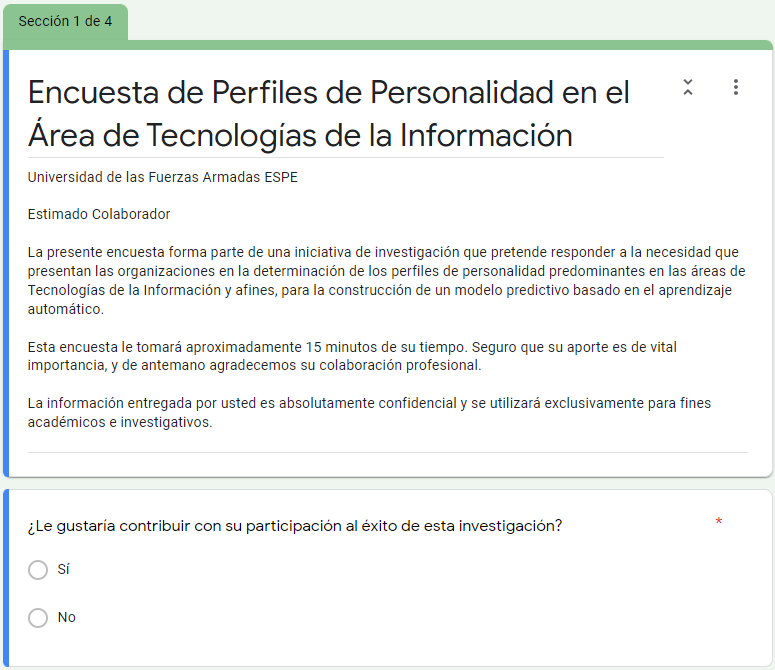 Sección 1 de 4
Encuesta de Perfiles de Personalidad en el
Área de Tecnologías de la Información
Universidad de las Fuerzas Armadas ESPE
Estimado Colaborador
La presente encuesta forma parte de una iniciativa de investigación que pretende responder a la necesidad que
presentan las organizaciones en la determinación de los perfiles de personalidad predominantes en las áreas de
Tecnologías de la Información y afines, para la construcción de un modelo predictivo basado en el aprendizaje
automático.
Esta encuesta le tomará aproximadamente 15 minutos de su tiempo. Seguro que su aporte es de vital
importancia, y de antemano agradecemos su colaboración profesional.
La información entregada por usted es absolutamente confidencial y se utilizará exclusivamente para fines
académicos e investigativos.
¿Le gustaría contribuir con su participación al éxito de esta investigación? *
Sí
No